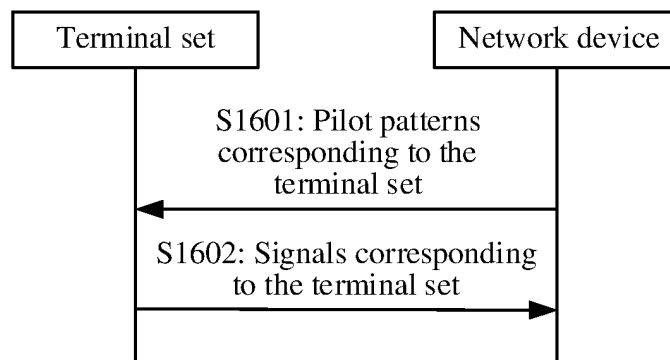 Terminal set
Network device
S1601: Pilot patterns
corresponding to the
terminal set
S1602: Signals corresponding
to the terminal set